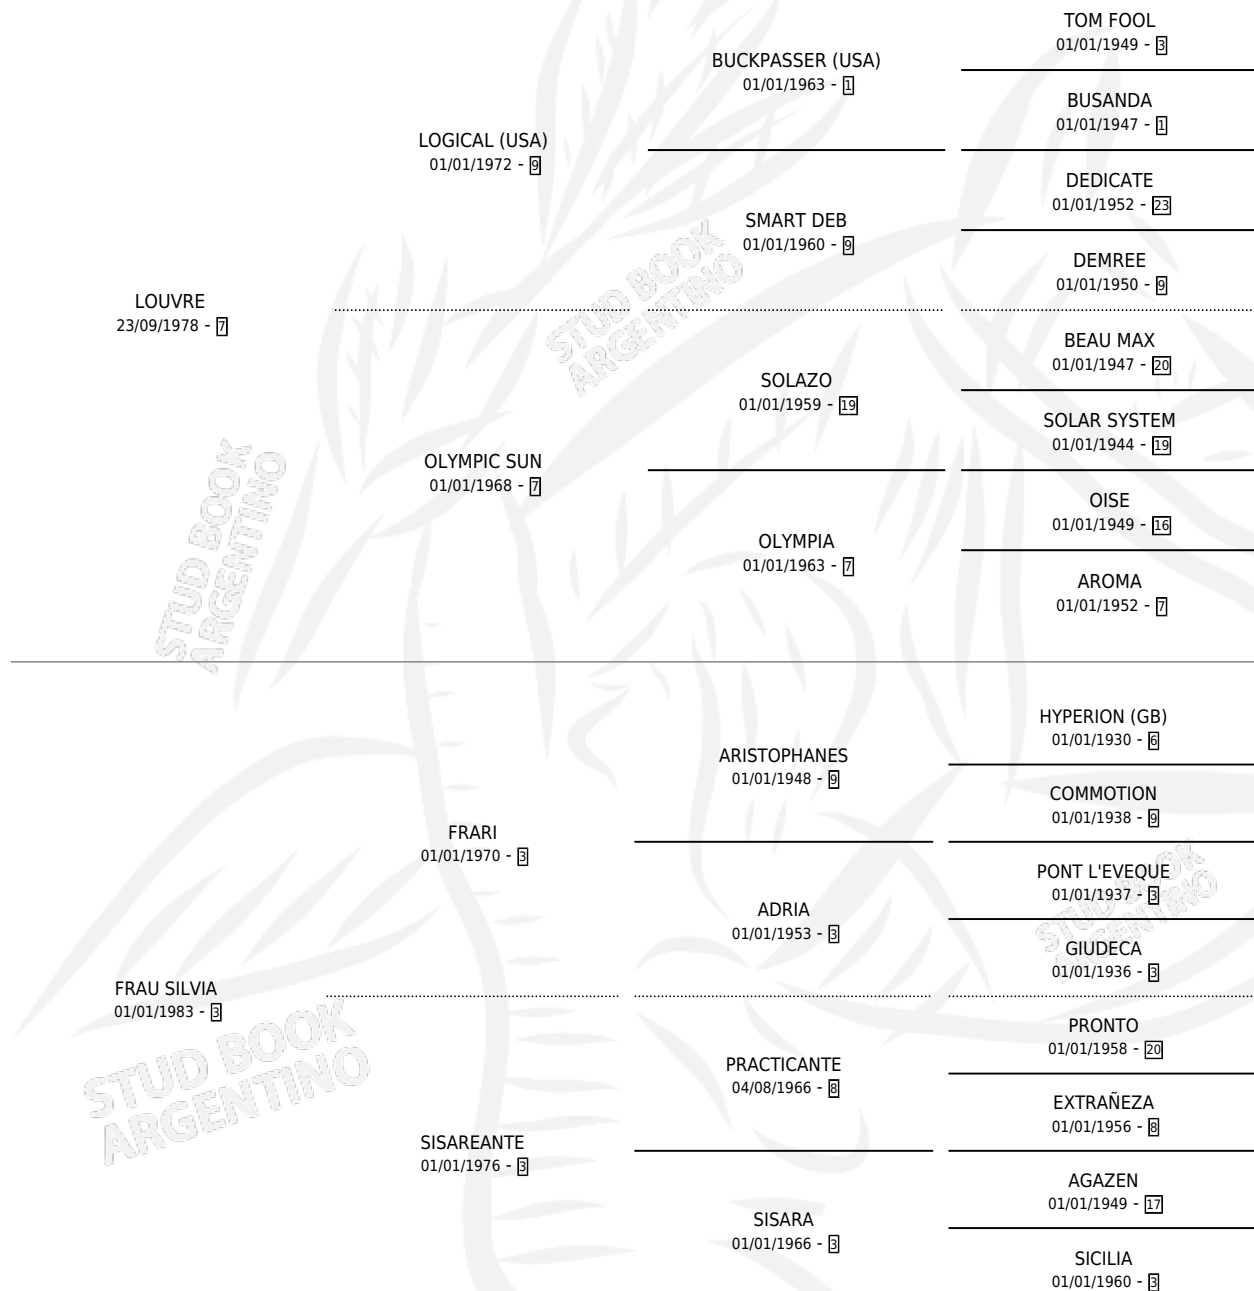 TOM FOOL
01/01/1949 - 3
BUCKPASSER (USA)
01/01/1963 - 1
BUSANDA
01/01/1947 - 1
LOGICAL (USA)
01/01/1972 - 9
DEDICATE
01/01/1952 - 23
SMART DEB
01/01/1960 - 9
DEMREE
01/01/1950 - 9
LOUVRE
23/09/1978 - 7
BEAU MAX
01/01/1947 - 20
SOLAZO
01/01/1959 - 19
SOLAR SYSTEM
01/01/1944 - 19
OLYMPIC SUN
01/01/1968 - 7
OISE
01/01/1949 - 16
OLYMPIA
01/01/1963 - 7
AROMA
01/01/1952 - 7
HYPERION (GB)
01/01/1930 - 6
ARISTOPHANES
01/01/1948 - 9
COMMOTION
01/01/1938 - 9
FRARI
01/01/1970 - 3
PONT L'EVEQUE
01/01/1937 - 3
ADRIA
01/01/1953 - 3
GIUDECA
01/01/1936 - 3
FRAU SILVIA
01/01/1983 - 3
PRONTO
01/01/1958 - 20
PRACTICANTE
04/08/1966 - 8
EXTRAÑEZA
01/01/1956 - 8
SISAREANTE
01/01/1976 - 3
AGAZEN
01/01/1949 - 17
SISARA
01/01/1966 - 3
SICILIA
01/01/1960 - 3
STUD BOOK
ARGENTINO
STUD BOOK
ARGENTINO
STUD BOOK
ARGENTINO
STUD BOOK
ARGENTINO